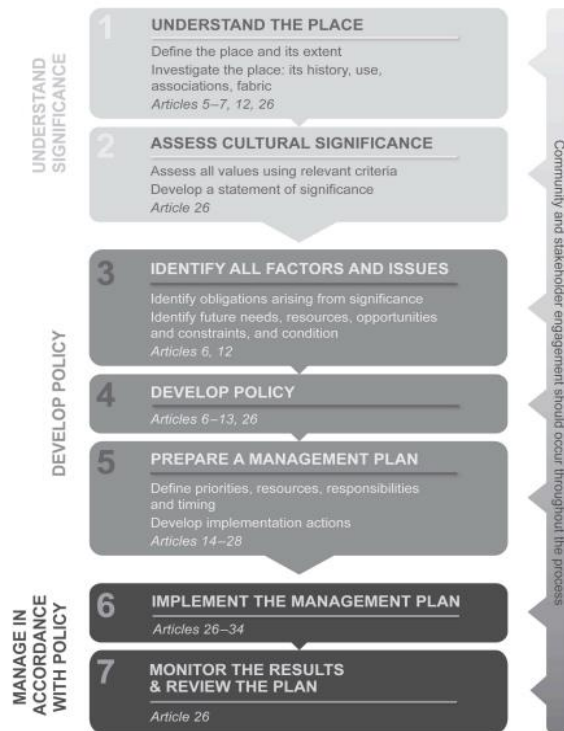 UNDERSTAND
SIGNIFICANCE
1
UNDERSTAND THE PLACE
Define the place and its extent
Investigate the place: its history, use,
associations, fabric
Articles 5–7, 12, 26
2
ASSESS CULTURAL SIGNIFICANCE
Assess all values using relevant criteria
Develop a statement of significance
Article 26
DEVELOP POLICY
3
IDENTIFY ALL FACTORS AND ISSUES
Identify obligations arising from significance
Identify future needs, resources, opportunities
and constraints, and condition
Articles 6, 12
4
DEVELOP POLICY
Articles 6–13, 26
5
PREPARE A MANAGEMENT PLAN
Define priorities, resources, responsibilities
and timing
Develop implementation actions
Articles 14–28
MANAGE IN
ACCORDANCE
WITH POLICY
6
IMPLEMENT THE MANAGEMENT PLAN
Articles 26–34
7
MONITOR THE RESULTS
& REVIEW THE PLAN
Article 26
Community and stakeholder engagement should occur throughout the process